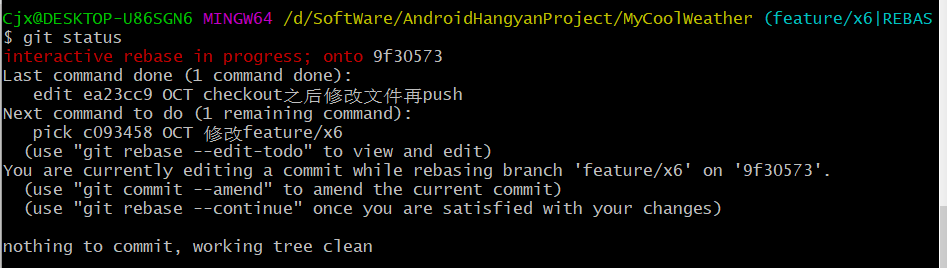 Cjx@DESKTOP-U86SGN6 MINGW64 /d/SoftWare/AndroidHangyanProject/MyCoolWeather (feature/x6|REBAS
$ git status
interactive rebase in progress; onto 9f30573
Last command done (1 command done):
   edit ea23cc9 OCT checkout之后修改文件再push
Next command to do (1 remaining command):
   pick c093458 OCT 修改feature/x6
  (use "git rebase --edit-todo" to view and edit)
You are currently editing a commit while rebasing branch 'feature/x6' on '9f30573'.
  (use "git commit --amend" to amend the current commit)
  (use "git rebase --continue" once you are satisfied with your changes)
nothing to commit, working tree clean